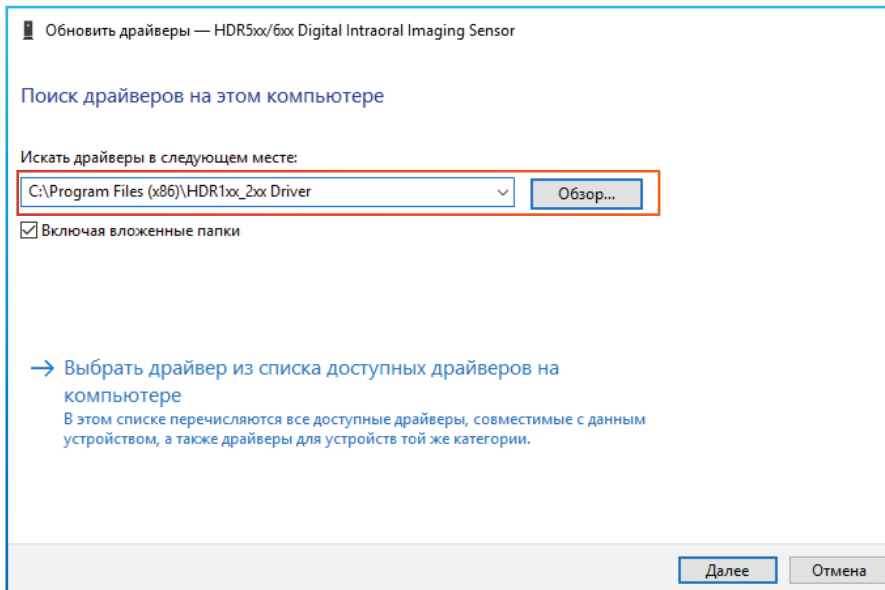 Обновить драйверы — HDR5xx/6xx Digital Intraoral Imaging Sensor
Поиск драйверов на этом компьютере
Искать драйверы в следующем месте:
C:\Program Files (x86)\HDR1xx_2xx Driver
Обзор...
Включая вложенные папки
Выбрать драйвер из списка доступных драйверов на
компьютере
В этом списке перечисляются все доступные драйверы, совместимые с данным
устройством, а также драйверы для устройств той же категории.
Далее
Отмена